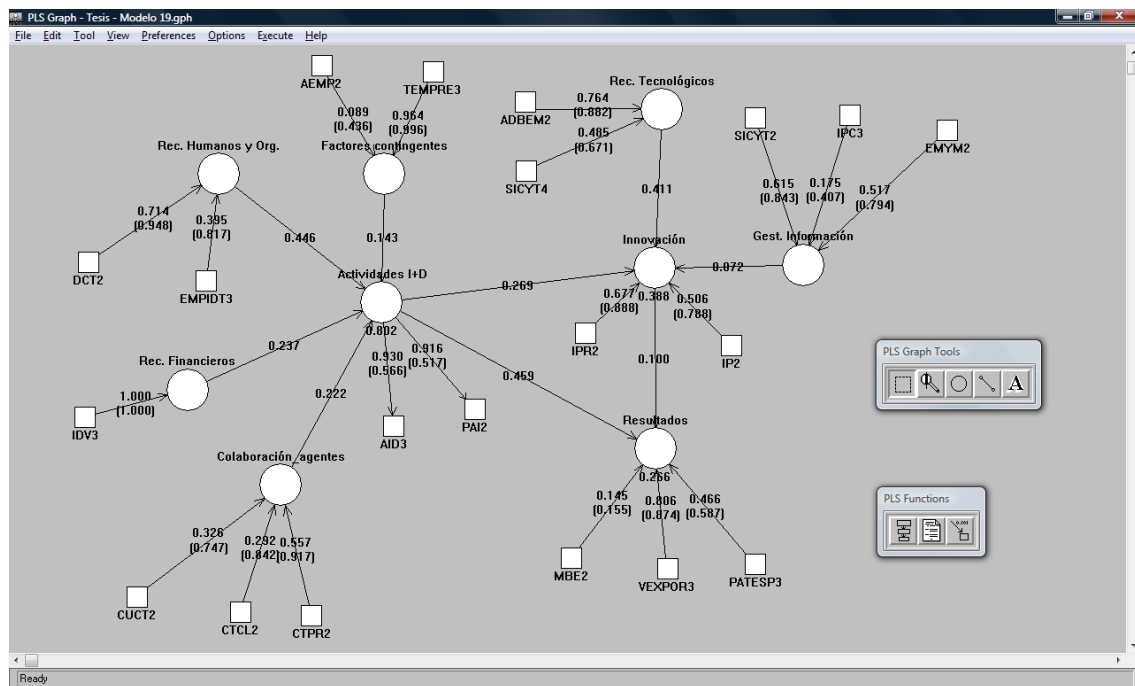 PLS Graph - Tesis - Modelo 19.gph
File Edit Tool View Preferences Options Execute Help
AEMP2
TEMPRE3
0.089
(0.436)
0.964
(0.996)
Factores contingentes
Rec. Tecnológicos
ADBEM2
0.764
(0.882)
0.485
(0.671)
SICYT4
SICYT2
IPC3
EMYM2
0.615
(0.843)
0.175
(0.407)
0.517
(0.794)
Rec. Humanos y Org.
0.714
(0.948)
0.395
(0.817)
DCT2
EMPIDT3
0.446
0.143
0.411
Innovación
Gest. Información
0.072
Actividades I+D
0.269
0.802
0.388
0.677
(0.888)
0.506
(0.788)
IPR2
IP2
0.237
Rec. Financieros
1.000
(1.000)
IDV3
0.930
(0.566)
0.916
(0.517)
AID3
PAI2
0.222
0.459
0.100
Colaboración_agentes
Resultados
0.266
0.326
(0.747)
0.292
(0.842)
0.557
(0.917)
CUCT2
CTCL2
CTPR2
0.145
(0.155)
0.806
(0.874)
0.466
(0.587)
MBE2
VEXPOR3
PATESP3
PLS Graph Tools
A
PLS Functions
Ready